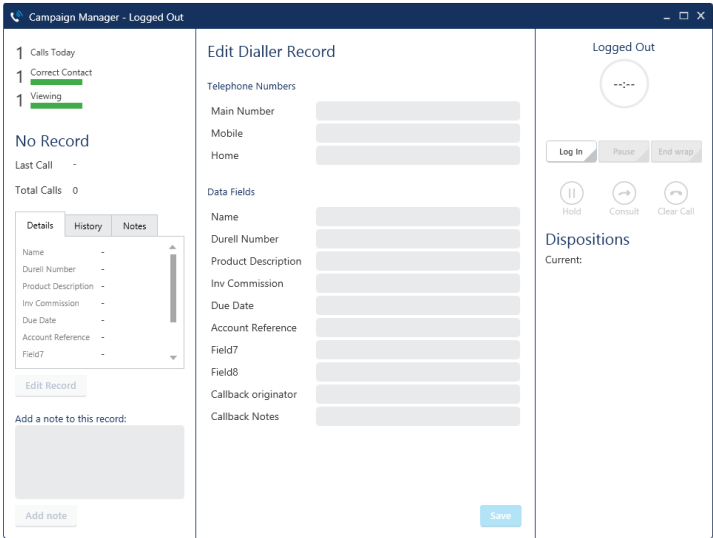 Campaign Manager - Logged Out
1 Calls Today
1 Correct Contact
1 Viewing
No Record
Last Call -
Total Calls 0
Details History Notes
Name -
Durell Number -
Product Description -
Inv Commission -
Due Date -
Account Reference -
Field7 -
Edit Record
Add a note to this record:
Add note
Edit Dialler Record
Telephone Numbers
Main Number
Mobile
Home
Data Fields
Name
Durell Number
Product Description
Inv Commission
Due Date
Account Reference
Field7
Field8
Callback originator
Callback Notes
Save
Logged Out
--:--
Log In Pause End wrap
Hold Consult Clear Call
Dispositions
Current: